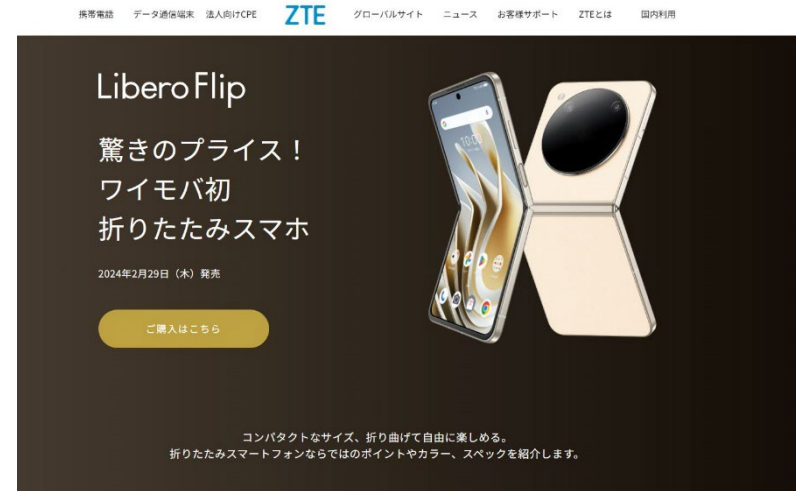 携帯電話 データ通信端末 法人向けCPE ZTE グローバルサイト ニュース お客様サポート ZTEとは 国内利用
Libero Flip
驚きのプライス！
ワイモバ初
折りたたみスマホ
2024年2月29日（木）発売
ご購入はこちら
10:00
コンパタクトなサイズ、折り曲げて自由に楽しめる。
折りたたみスマートフォンならではのポイントやカラー、スペックを紹介します。